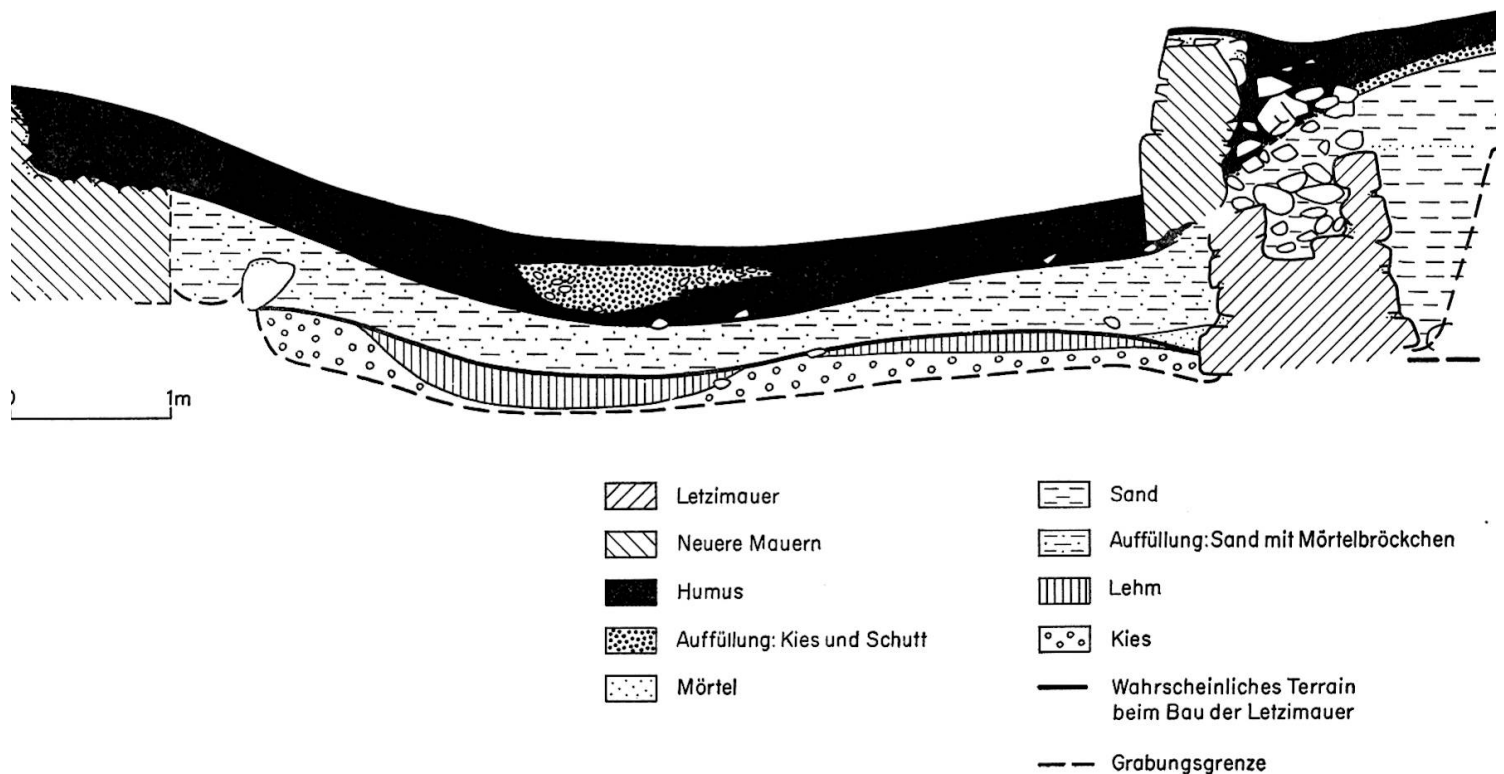 0 1m
Letzimauer
Neuere Mauern
Humus
Auffüllung: Kies und Schutt
Mörtel
Sand
Auffüllung: Sand mit Mörtelbröckchen
Lehm
Kies
Wahrscheinliches Terrain
beim Bau der Letzimauer
Grabungsgrenze